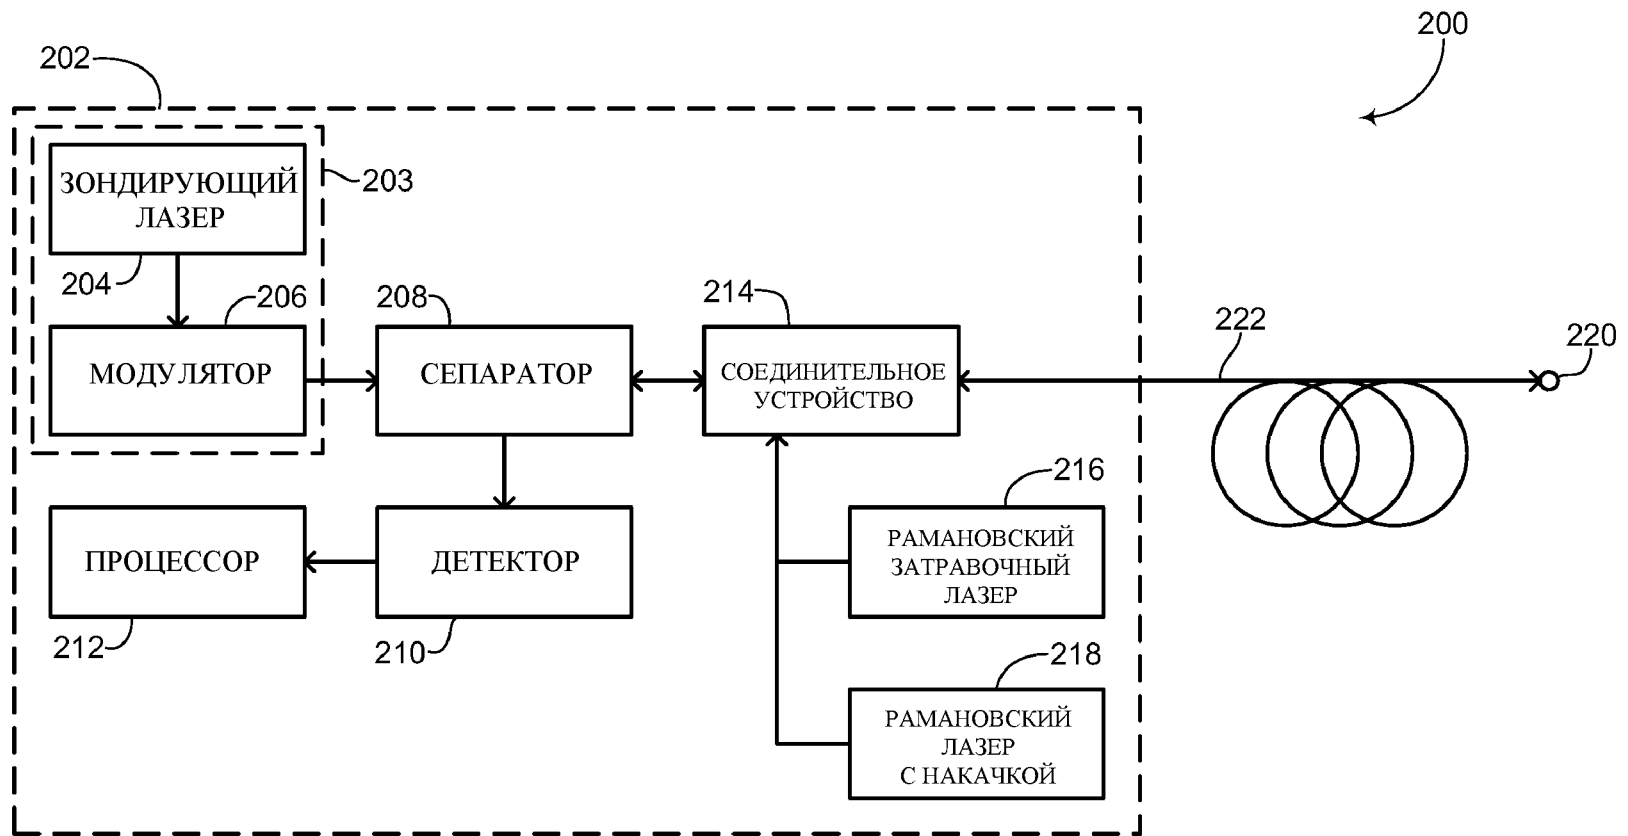 200
202
203
ЗОНДИРУЮЩИЙ
ЛАЗЕР
204
206
208
214
222
220
МОДУЛЯТОР
СЕПАРАТОР
СОЕДИНИТЕЛЬНОЕ
УСТРОЙСТВО
216
ПРОЦЕССОР
ДЕТЕКТОР
РАМАНОВСКИЙ
ЗАТРАВОЧНЫЙ
ЛАЗЕР
212
210
218
РАМАНОВСКИЙ
ЛАЗЕР
С НАКАЧКОЙ